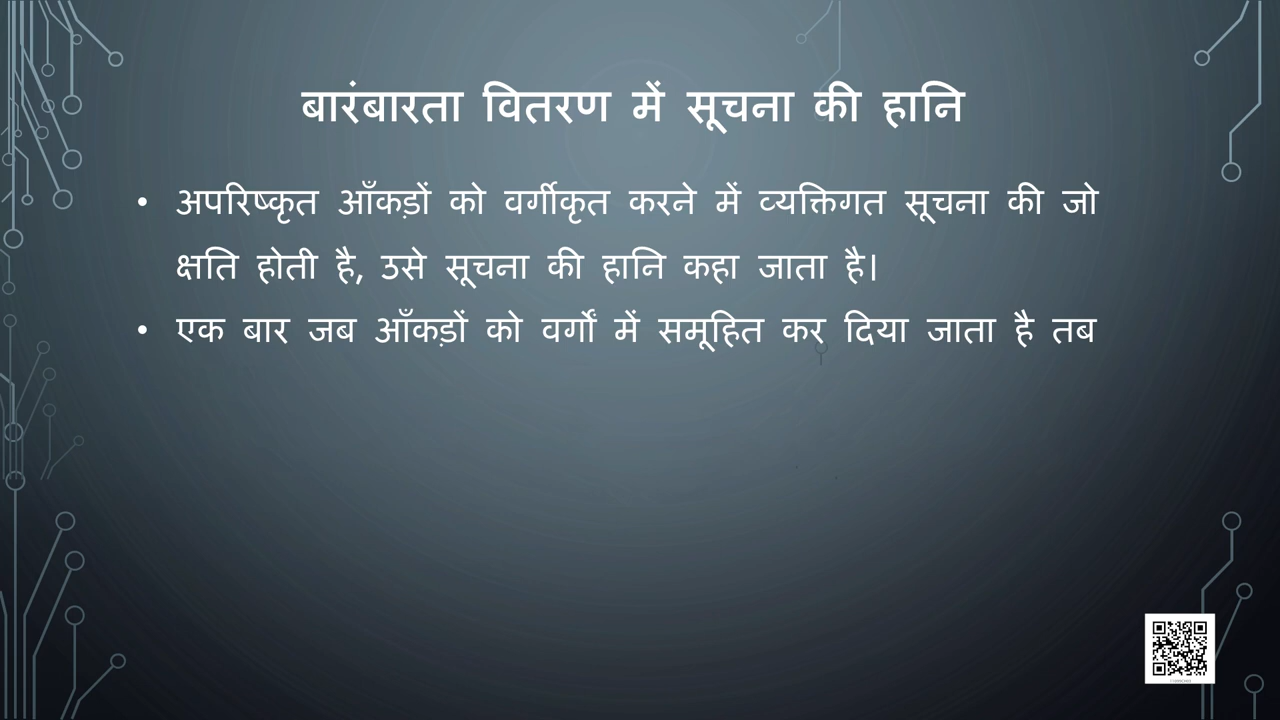 बारंबारता वितरण में सूचना की हानि
• अपरिष्कृत आँकड़ों को वर्गीकृत करने में व्यक्तिगत सूचना की जो
क्षति होती है, उसे सूचना की हानि कहा जाता है।
• एक बार जब आँकड़ों को वर्गों में समूहित कर दिया जाता है तब